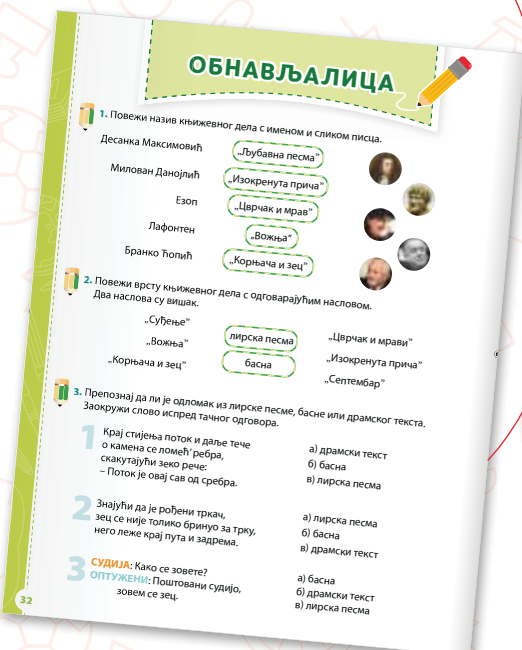 ОБНАВЉАЛИЦА
1. Повежи назив књижевног дела с именом и сликом писца.
Десанка Максимовић
„Љубавна песма”
Милован Данојлић
„Изокренута прича”
Езоп
„Цврчак и мрав”
Лафонтен
„Вожња”
Бранко Ћопић
„Корњача и зец”
2. Повежи врсту књижевног дела с одговарајућим насловом.
Два наслова су вишак.
„Суђење”
„Вожња”
„Корњача и зец”
лирска песма
басна
„Цврчак и мрави”
„Изокренута прича”
„Септембар”
3. Препознај да ли је одломак из лирске песме, басне или драмског текста.
Заокружи слово испред тачног одговора.
1
Крај стијења поток и даље тече
о камена се ломећ’ ребра,
скакутајући зеко рече:
– Поток је овај сав од сребра.
а) драмски текст
б) басна
в) лирска песма
2
Знајући да је рођени тркач,
зец се није толико бринуо за трку,
него леже крај пута и задрема.
а) лирска песма
б) басна
в) драмски текст
3
СУДИЈА: Како се зовете?
ОПТУЖЕНИ: Поштовани судијо,
зовем се зец.
а) басна
б) драмски текст
в) лирска песма
32